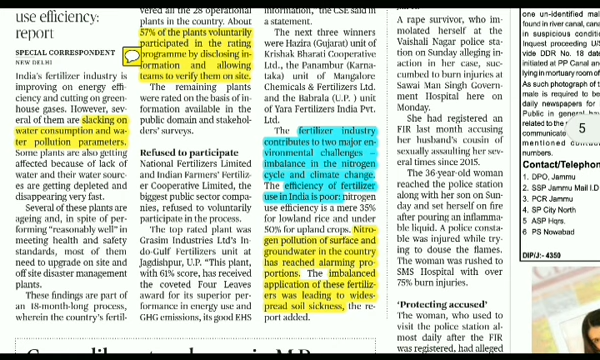 use efficiency:
report
SPECIAL CORRESPONDENT
NEW DELHI
India's fertilizer industry is
improving on energy effi-
ciency and cutting on green-
house gases. However, sev-
eral of them are slacking on
water consumption and wa-
ter pollution parameters.
Some plants are also getting
affected because of lack of
water and their water sourc-
es are getting depleted and
disappearing very fast.
Several of these plants are
ageing and, in spite of per-
forming "reasonably well" in
meeting health and safety
standards, most of them
need to upgrade on site and
off site disaster management
plants.
These findings are part of
an 18-month-long process,
wherein the country's fertil-
vered all the 28 operational
plants in the country. About
57% of the plants voluntarily
participated in the rating
programme by disclosing in-
formation and allowing
teams to verify them on site.
The remaining plants
were rated on the basis of in-
formation available in the
public domain and stakehol-
ders' surveys.
Refused to participate
National Fertilizers Limited
and Indian Farmers' Fertiliz-
er Cooperative Limited, the
biggest public sector compa-
nies, refused to voluntarily
participate in the process.
The top rated plant was
Grasim Industries Ltd's In-
do-Gulf Fertilizers unit at
Jagdishpur, U.P. "This plant,
with 61% score, has received
the coveted Four Leaves
award for its superior per-
formance in energy use and
GHG emissions, its good EHS
information," the CSE said in
a statement.
The next three winners
were Hazira (Gujarat) unit of
Krishak Bharati Cooperative
Ltd., the Panambur (Karna-
taka) unit of Mangalore
Chemicals & Fertilizers Ltd.
and the Babrala (U.P. ) unit
of Yara Fertilizers India Pvt.
Ltd.
The fertilizer industry
contributes to two major en-
vironmental challenges –
imbalance in the nitrogen
cycle and climate change.
The efficiency of fertilizer
use in India is poor: nitrogen
use efficiency is a mere 35%
for lowland rice and under
50% for upland crops. Nitro-
gen pollution of surface and
groundwater in the country
has reached alarming pro-
portions. The imbalanced
application of these fertiliz-
ers was leading to wides-
pread soil sickness, the re-
port added.
A rape survivor, who im-
molated herself at the
Vaishali Nagar police sta-
tion on Sunday alleging in-
action in her case, suc-
cumbed to burn injuries at
Sawai Man Singh Govern-
ment Hospital here on
Monday.
She had registered an
FIR last month accusing
her husband's cousin of
sexually assaulting her sev-
eral times since 2015.
The 36-year-old woman
reached the police station
along with her son on Sun-
day and set herself on fire
after pouring an inflamma-
ble liquid. A police consta-
ble was injured while try-
ing to douse the flames.
The woman was rushed to
SMS Hospital with over
75% burn injuries.
'Protecting accused'
The woman, who used to
visit the police station al-
most daily after the FIR
was registered, had alleged
one un-identified mal
found in river canal, cana
in suspicious conditi
Inquest proceeding U/S
vide DDR No. 18 date
initiated at PP Canal and
lying in mortuary room of
As such photograph of t
male is required to be
daily newspapers for
Public in general
related to the
communicate
mentioned
numbers.
5
Contact/Telephon
1. DPO, Jammu
2. SSP Jammu Mail I.D
3. PCR Jammu
4. SP City North
5 ASP Hqrs.
6 PS Nowabad
DIP/J:- 4350